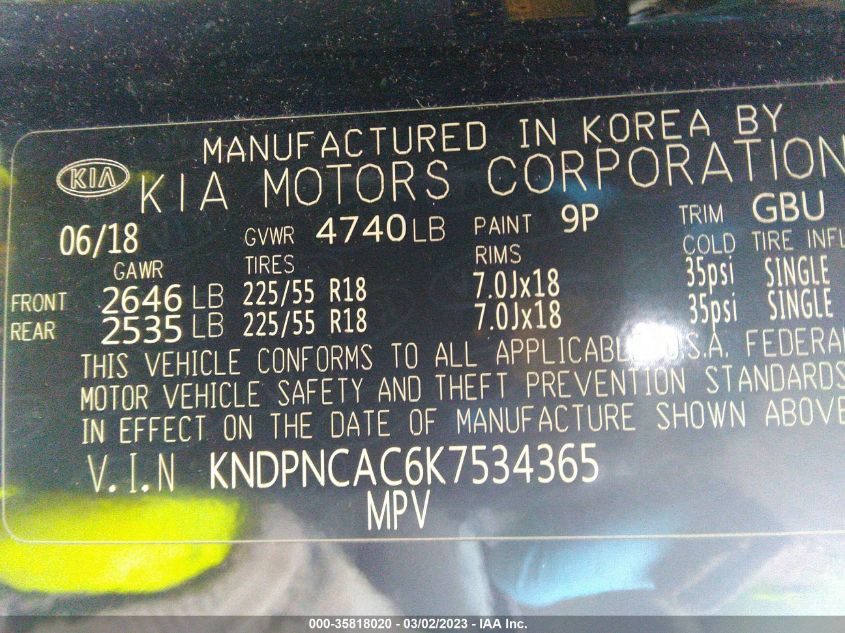 MANUFACTURED IN KOREA BY
KIA KIA MOTORS CORPORATION
06/18 GVWR 4740LB PAINT 9P TRIM GBU
GAWR TIRES RIMS COLD TIRE INFL
FRONT 2646 LB 225/55 R18 7.0Jx18 35psi SINGLE
REAR 2535 LB 225/55 R18 7.0Jx18 35psi SINGLE
THIS VEHICLE CONFORMS TO ALL APPLICABLE U.S.A. FEDERAL
MOTOR VEHICLE SAFETY AND THEFT PREVENTION STANDARDS
IN EFFECT ON THE DATE OF MANUFACTURE SHOWN ABOVE
V.I.N KNDPNCAC6K7534365
MPV
000-35818020 — 03/02/2023 — IAA Inc.